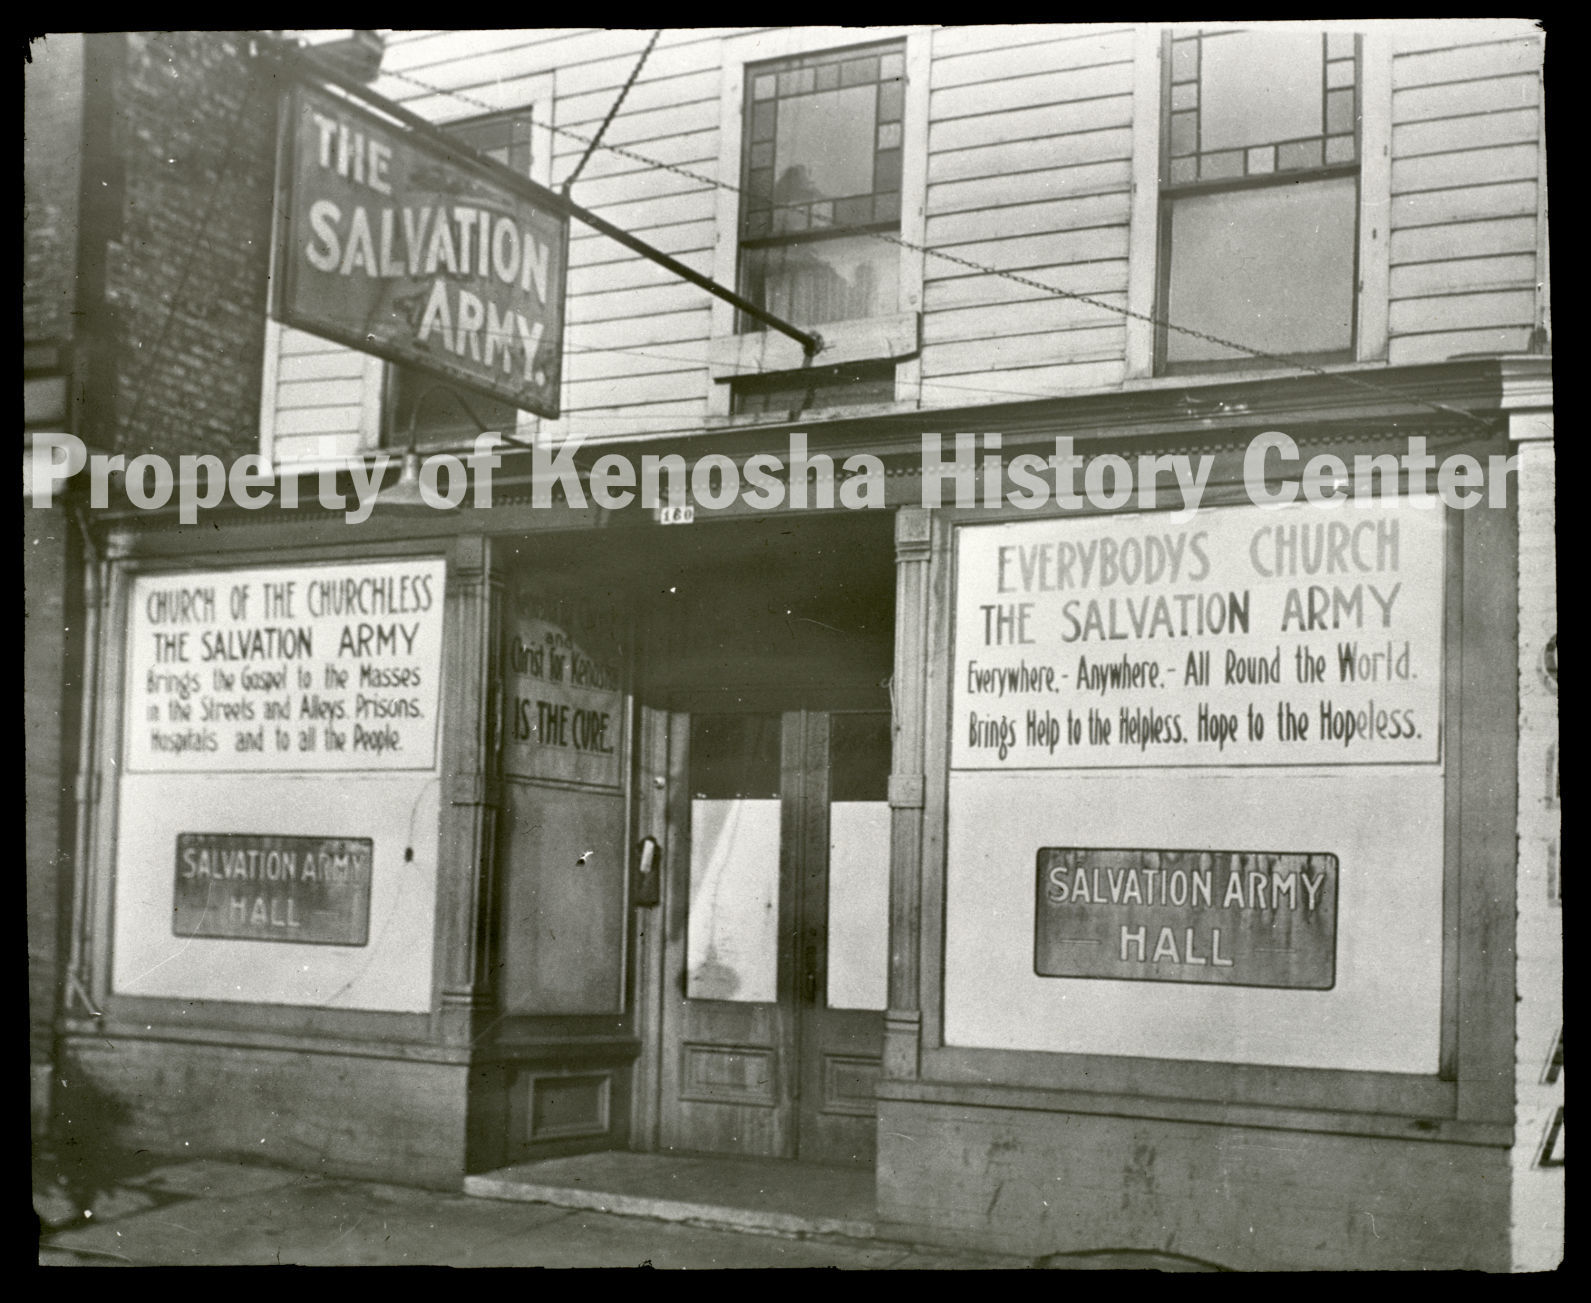 THE
SALVATION
ARMY.
Property of Kenosha History Center
160
CHURCH OF THE CHURCHLESS
THE SALVATION ARMY
Brings the Gospel to the Masses
in the Streets and Alleys. Prisons.
Hospitals and to all the People.
SALVATION ARMY
HALL
and
Christ for Kenosha
IS THE CURE.
EVERYBODYS CHURCH
THE SALVATION ARMY
Everywhere.- Anywhere.- All Round the World.
Brings Help to the Helpless. Hope to the Hopeless.
SALVATION ARMY
HALL